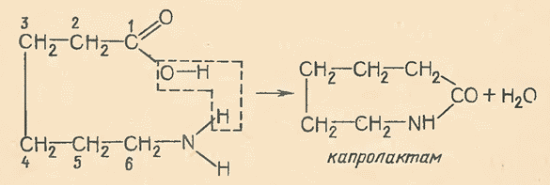 3 2 1 O
CH₂–CH₂–C
O–H
CH₂–CH₂–CH₂–N H
4 5 6 H
CH₂–CH₂–CH₂
CO + H₂O
CH₂–CH₂–NH
капролактам